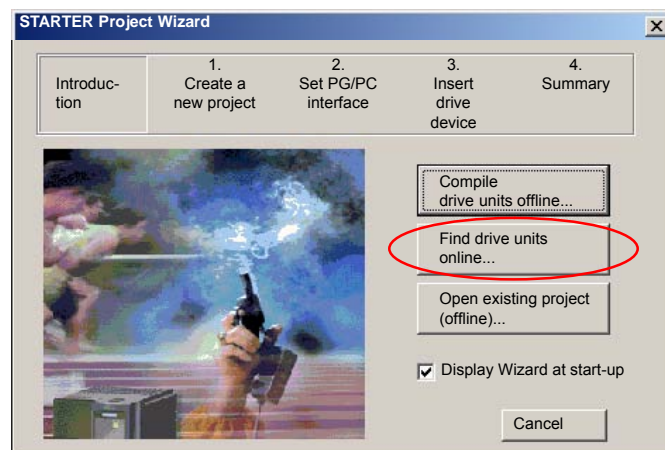 STARTER Project Wizard
Introduc-
tion
1.
Create a
new project
2.
Set PG/PC
interface
3.
Insert
drive
device
4.
Summary
Compile
drive units offline...
Find drive units
online...
Open existing project
(offline)...
Display Wizard at start-up
Cancel